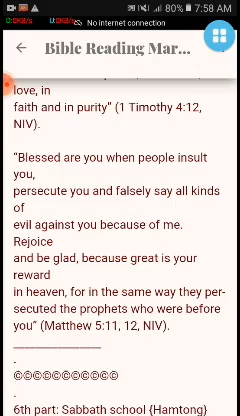 80% 7:58 AM
0:0KB/s U:0KB/s No internet connection
Bible Reading Mar...
love, in
faith and in purity” (1 Timothy 4:12,
NIV).
“Blessed are you when people insult
you,
persecute you and falsely say all kinds
of
evil against you because of me.
Rejoice
and be glad, because great is your
reward
in heaven, for in the same way they per-
secuted the prophets who were before
you” (Matthew 5:11, 12, NIV).
________________
.
©©©©©©©©©©©
.
6th part: Sabbath school {Hamtong}